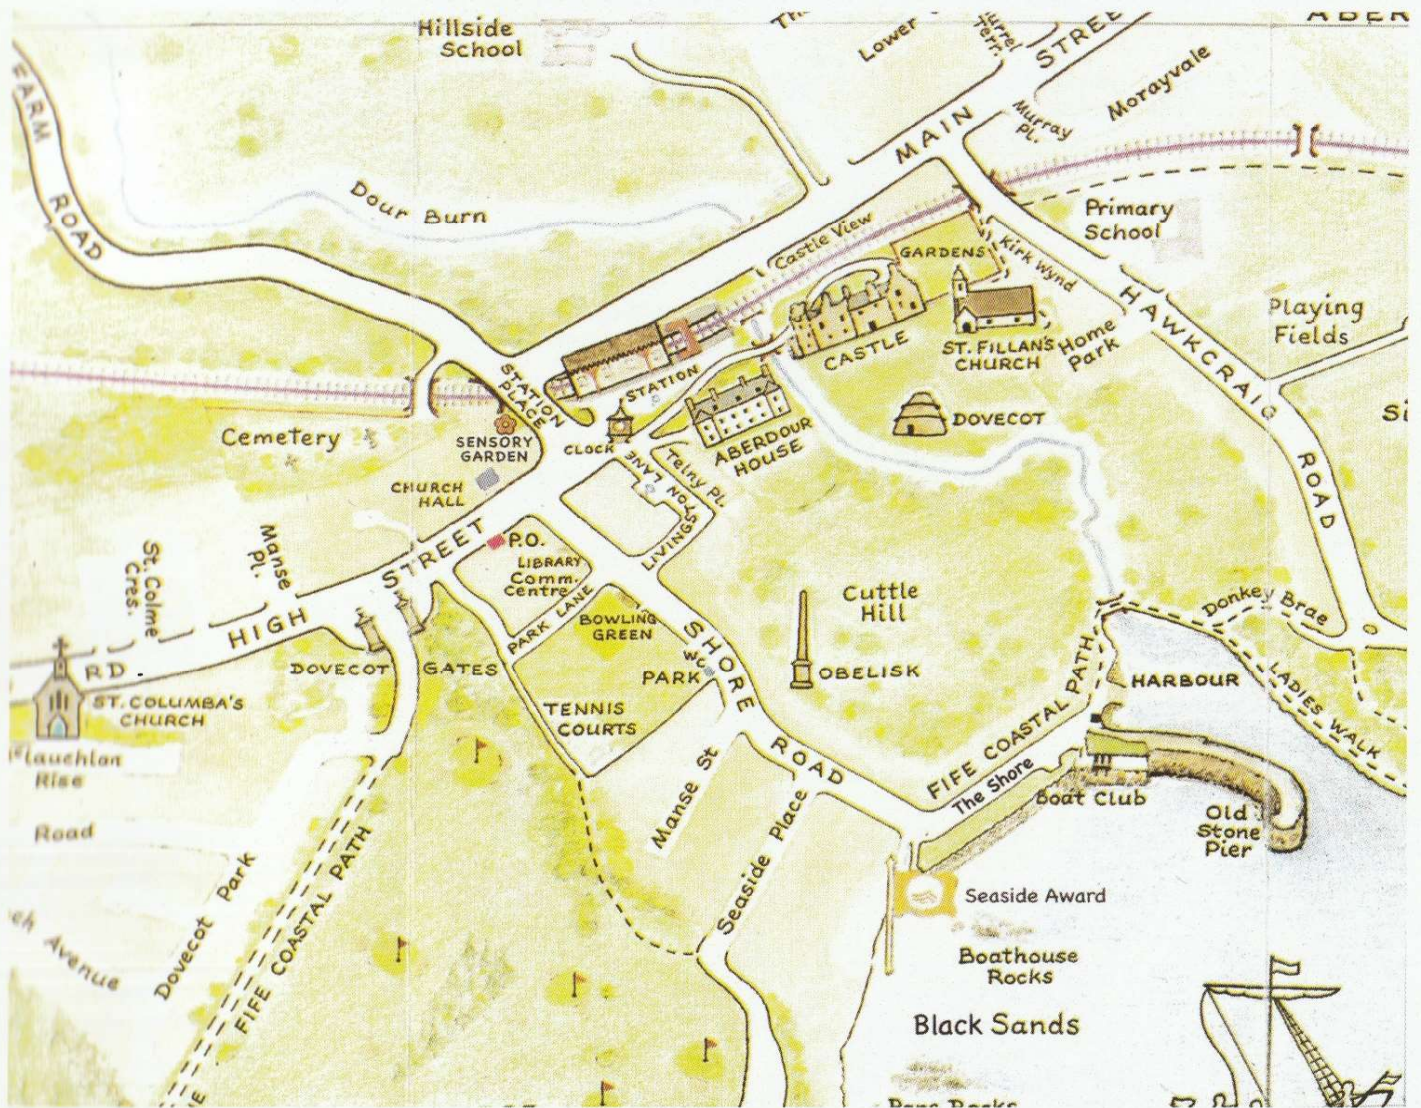 ABER
Hillside
School
Lower
Terr.
MAIN STREET
Murray
Pl.
Morayvale
FARM ROAD
Dour Burn
Castle View
GARDENS
Kirk Wynd
Primary
School
HAWKCRAIG ROAD
Playing
Fields
CASTLE
ST. FILLAN'S
CHURCH
Home
Park
STATION
PLACE
STATION
Cemetery
SENSORY
GARDEN
CLOCK
ABERDOUR
HOUSE
DOVECOT
CHURCH
HALL
LIVINGSTON LANE
Telny Pl.
St. Colme
Cres.
Manse
Pl.
HIGH STREET
P.O.
LIBRARY
Comm.
Centre
PARK LANE
BOWLING
GREEN
SHORE ROAD
Cuttle
Hill
OBELISK
Donkey Brae
RD
DOVECOT
GATES
WC
PARK
HARBOUR
LADIES WALK
ST. COLUMBA'S
CHURCH
TENNIS
COURTS
FIFE COASTAL PATH
The Shore
Manse St
Boat Club
Rise
Road
Seaside Place
Old
Stone
Pier
Dovecot Park
FIFE COASTAL PATH
Seaside Award
Avenue
Boathouse
Rocks
Black Sands
Rocks